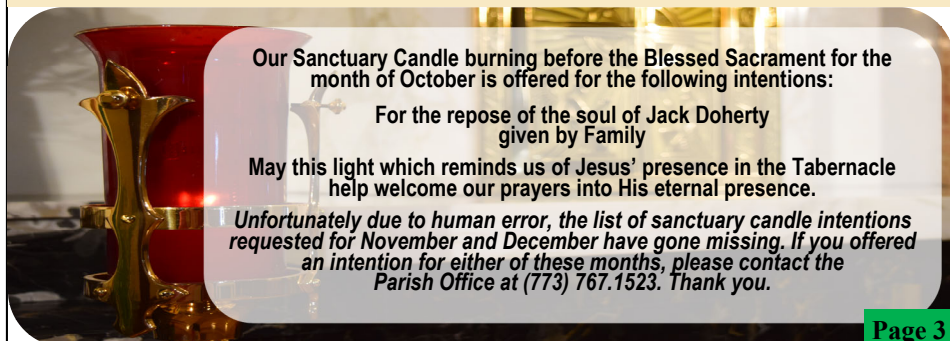 Our Sanctuary Candle burning before the Blessed Sacrament for the
month of October is offered for the following intentions:
For the repose of the soul of Jack Doherty
given by Family
May this light which reminds us of Jesus’ presence in the Tabernacle
help welcome our prayers into His eternal presence.
Unfortunately due to human error, the list of sanctuary candle intentions
requested for November and December have gone missing. If you offered
an intention for either of these months, please contact the
Parish Office at (773) 767.1523. Thank you.
Page 3